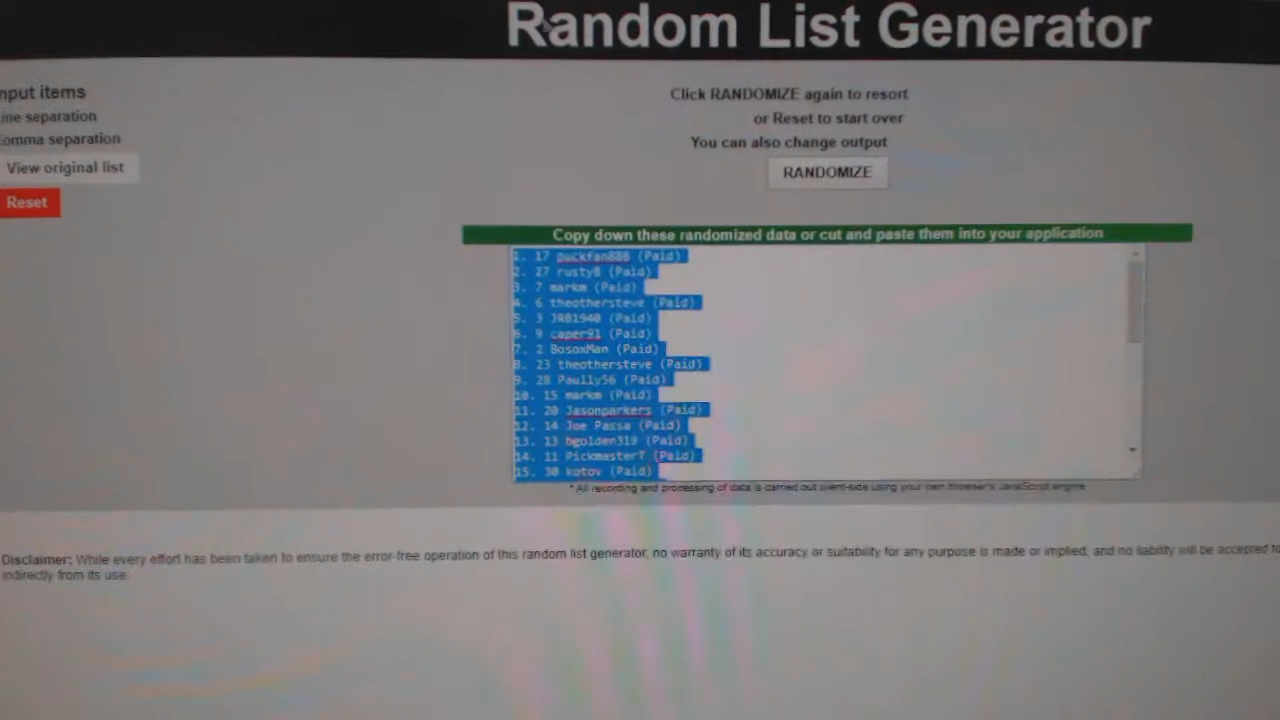 Random List Generator
nput items
ine separation
omma separation
View original list
Reset
Click RANDOMIZE again to resort
or Reset to start over
You can also change output
RANDOMIZE
Copy down these randomized data or cut and paste them into your application
1. 17 puckfan888 (Paid)
2. 27 rusty8 (Paid)
3. 7 markm (Paid)
4. 6 theothersteve (Paid)
5. 3 JR81940 (Paid)
6. 9 caper91 (Paid)
7. 2 BosoxMan (Paid)
8. 23 theothersteve (Paid)
9. 28 Paully56 (Paid)
10. 15 markm (Paid)
11. 20 Jasonparkers (Paid)
12. 14 Joe Passa (Paid)
13. 13 bgolden319 (Paid)
14. 11 PickmasterT (Paid)
15. 30 kotov (Paid)
* All recording and processing of data is carried out client-side using your own browser's JavaScript engine
Disclaimer: While every effort has been taken to ensure the error-free operation of this random list generator, no warranty of its accuracy or suitability for any purpose is made or implied, and no liability will be accepted fo
indirectly from its use.